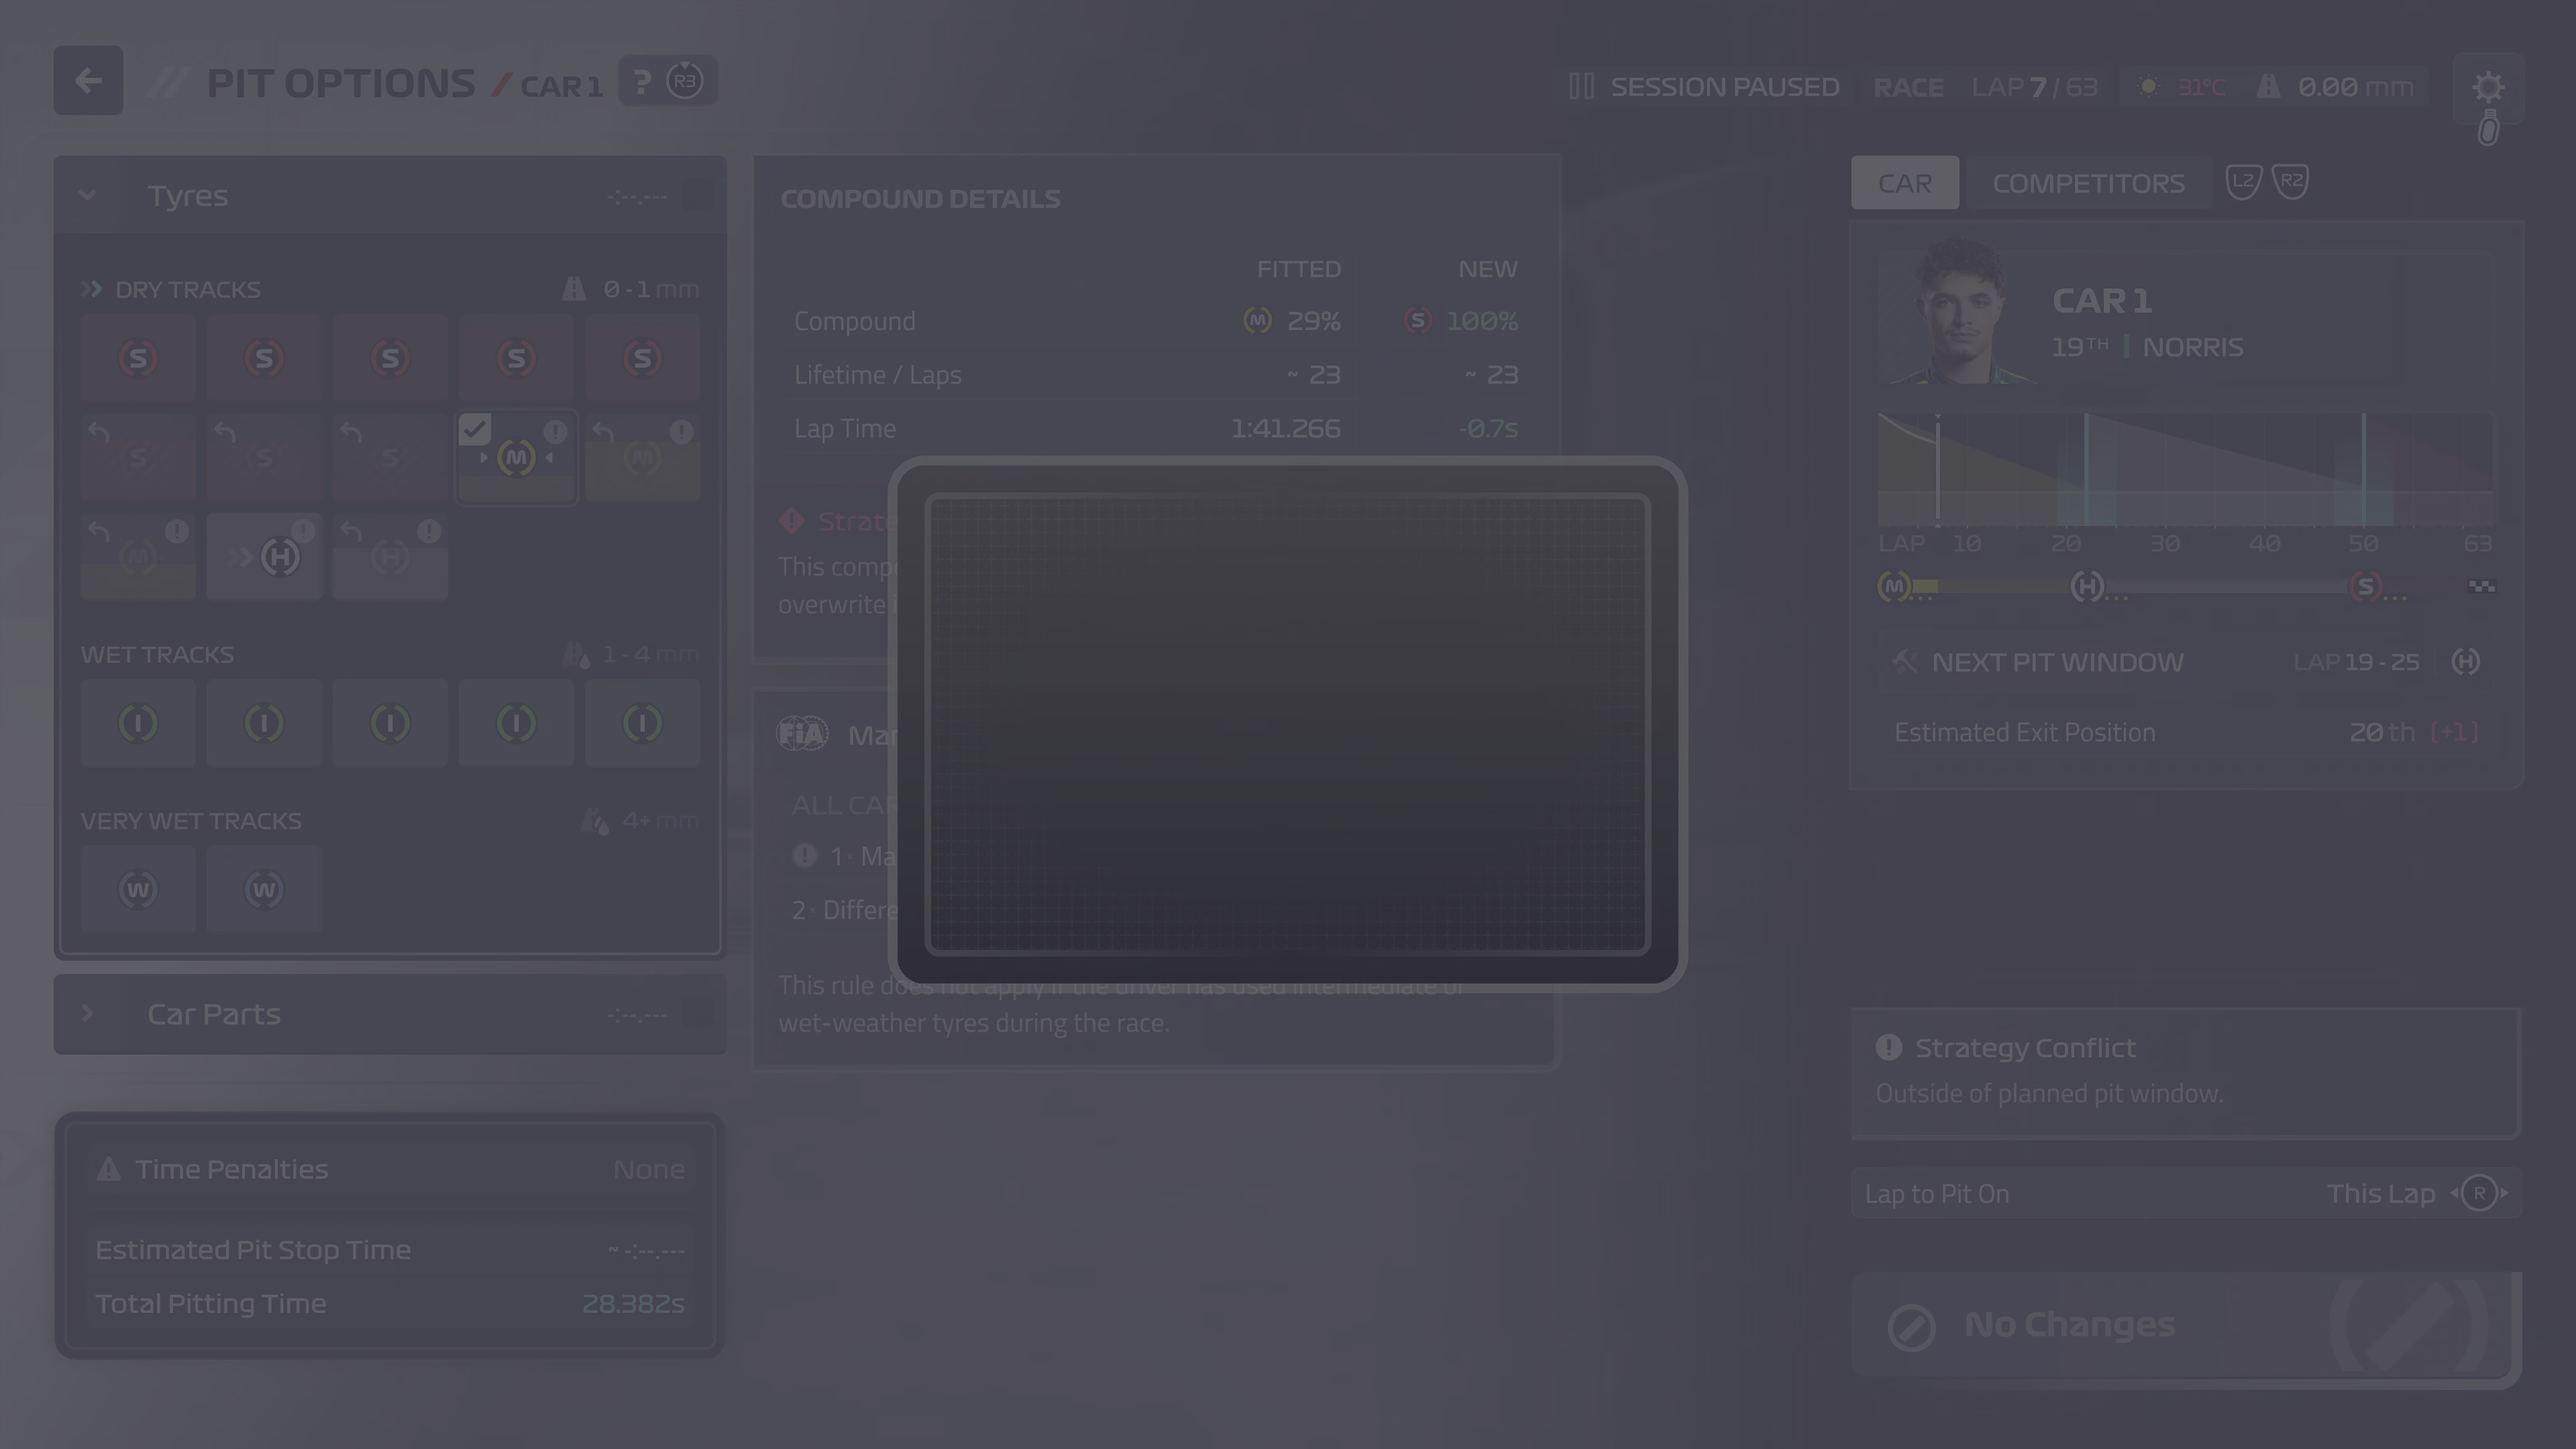 PIT OPTIONS / CAR 1 ? R3
SESSION PAUSED RACE LAP 7 / 63 31°C 0.00 mm
Tyres -:--.---
DRY TRACKS 0 - 1 mm
S S S S S
S S S M M
M H H
WET TRACKS 1 - 4 mm
I I I I I
VERY WET TRACKS 4+ mm
W W
Car Parts -:--.---
Time Penalties None
Estimated Pit Stop Time ~ -:--.---
Total Pitting Time 28.382s
COMPOUND DETAILS
FITTED NEW
Compound M 29% S 100%
Lifetime / Laps ~ 23 ~ 23
Lap Time 1:41.266 -0.7s
This
overwrite
FIA
ALL
1·
2·
This rule does not apply if the driver has used intermediate or
wet-weather tyres during the race.
CAR COMPETITORS L2 R2
CAR 1
19TH | NORRIS
LAP 10 20 30 40 50 63
M H S
NEXT PIT WINDOW LAP 19 - 25 H
Estimated Exit Position 20th [+1]
Strategy Conflict
Outside of planned pit window.
Lap to Pit On This Lap R
No Changes